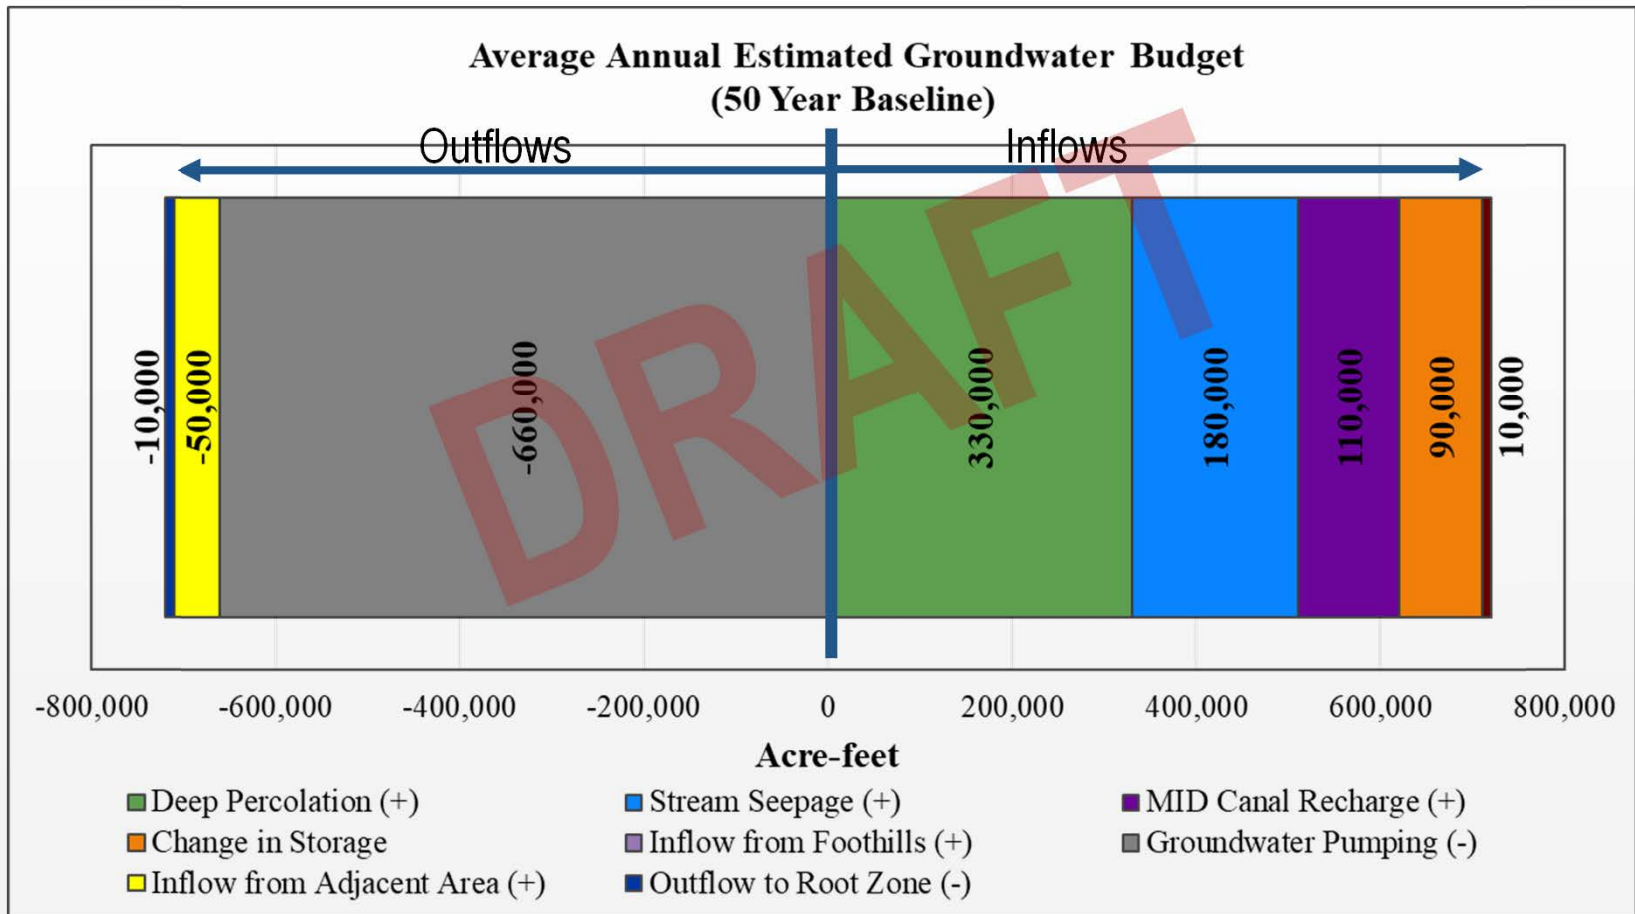 Average Annual Estimated Groundwater Budget
(50 Year Baseline)
Outflows
Inflows
-10,000
-50,000
-660,000
330,000
180,000
110,000
90,000
10,000
DRAFT
-800,000 -600,000 -400,000 -200,000 0 200,000 400,000 600,000 800,000
Acre-feet
Deep Percolation (+) Stream Seepage (+) MID Canal Recharge (+)
Change in Storage Inflow from Foothills (+) Groundwater Pumping (-)
Inflow from Adjacent Area (+) Outflow to Root Zone (-)